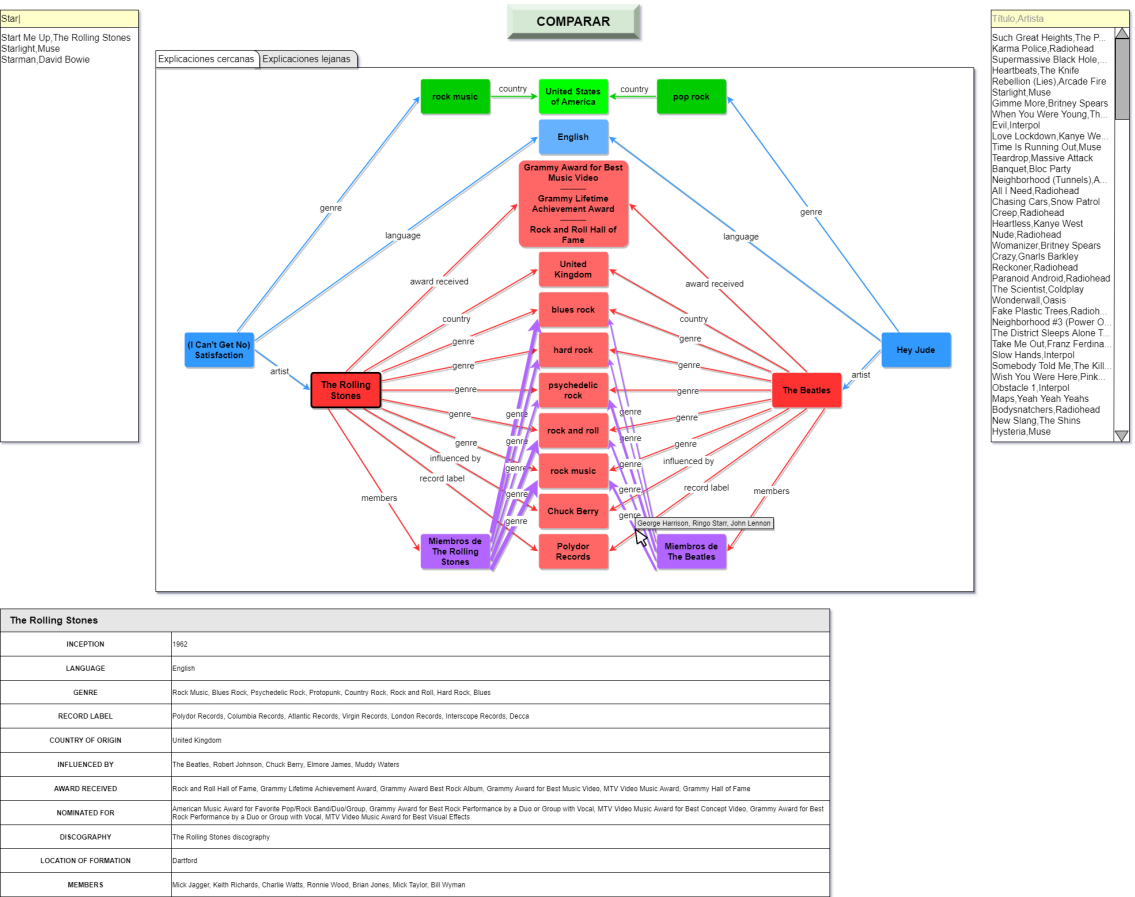 Star
Start Me Up,The Rolling Stones
Starlight,Muse
Starman,David Bowie
COMPARAR
Explicaciones cercanas
Explicaciones lejanas
rock music
country
United States
of America
country
pop rock
English
Grammy Award for Best
Music Video
Grammy Lifetime
Achievement Award
Rock and Roll Hall of
Fame
genre
genre
language
language
award received
award received
United
Kingdom
country
country
blues rock
genre
genre
hard rock
genre
genre
(I Can't Get No)
Satisfaction
Hey Jude
artist
artist
The Rolling
Stones
The Beatles
psychedelic
rock
genre
genre
rock and roll
genre
genre
genre
genre
genre
genre
genre
genre
rock music
influenced by
influenced by
genre
genre
record label
record label
genre
genre
members
members
Chuck Berry
genre
genre
George Harrison, Ringo Starr, John Lennon
Miembros de
The Rolling
Stones
Polydor
Records
Miembros de
The Beatles
Título,Artista
Such Great Heights,The P...
Karma Police,Radiohead
Supermassive Black Hole,...
Heartbeats,The Knife
Rebellion (Lies),Arcade Fire
Starlight,Muse
Gimme More,Britney Spears
When You Were Young,Th...
Evil,Interpol
Love Lockdown,Kanye We...
Time Is Running Out,Muse
Teardrop,Massive Attack
Banquet,Bloc Party
Neighborhood (Tunnels),A...
All I Need,Radiohead
Chasing Cars,Snow Patrol
Creep,Radiohead
Heartless,Kanye West
Nude,Radiohead
Womanizer,Britney Spears
Crazy,Gnarls Barkley
Reckoner,Radiohead
Paranoid Android,Radiohead
The Scientist,Coldplay
Wonderwall,Oasis
Fake Plastic Trees,Radioh...
Neighborhood #3 (Power O...
The District Sleeps Alone T...
Take Me Out,Franz Ferdina...
Slow Hands,Interpol
Somebody Told Me,The Kill...
Wish You Were Here,Pink...
Obstacle 1,Interpol
Maps,Yeah Yeah Yeahs
Bodysnatchers,Radiohead
New Slang,The Shins
Hysteria,Muse
The Rolling Stones
INCEPTION 1962
LANGUAGE English
GENRE Rock Music, Blues Rock, Psychedelic Rock, Protopunk, Country Rock, Rock and Roll, Hard Rock, Blues
RECORD LABEL Polydor Records, Columbia Records, Atlantic Records, Virgin Records, London Records, Interscope Records, Decca
COUNTRY OF ORIGIN United Kingdom
INFLUENCED BY The Beatles, Robert Johnson, Chuck Berry, Elmore James, Muddy Waters
AWARD RECEIVED Rock and Roll Hall of Fame, Grammy Lifetime Achievement Award, Grammy Award Best Rock Album, Grammy Award for Best Music Video, MTV Video Music Award, Grammy Hall of Fame
NOMINATED FOR American Music Award for Favorite Pop/Rock Band/Duo/Group, Grammy Award for Best Rock Performance by a Duo or Group with Vocal, MTV Video Music Award for Best Concept Video, Grammy Award for Best
Rock Performance by a Duo or Group with Vocal, MTV Video Music Award for Best Visual Effects
DISCOGRAPHY The Rolling Stones discography
LOCATION OF FORMATION Dartford
MEMBERS Mick Jagger, Keith Richards, Charlie Watts, Ronnie Wood, Brian Jones, Mick Taylor, Bill Wyman